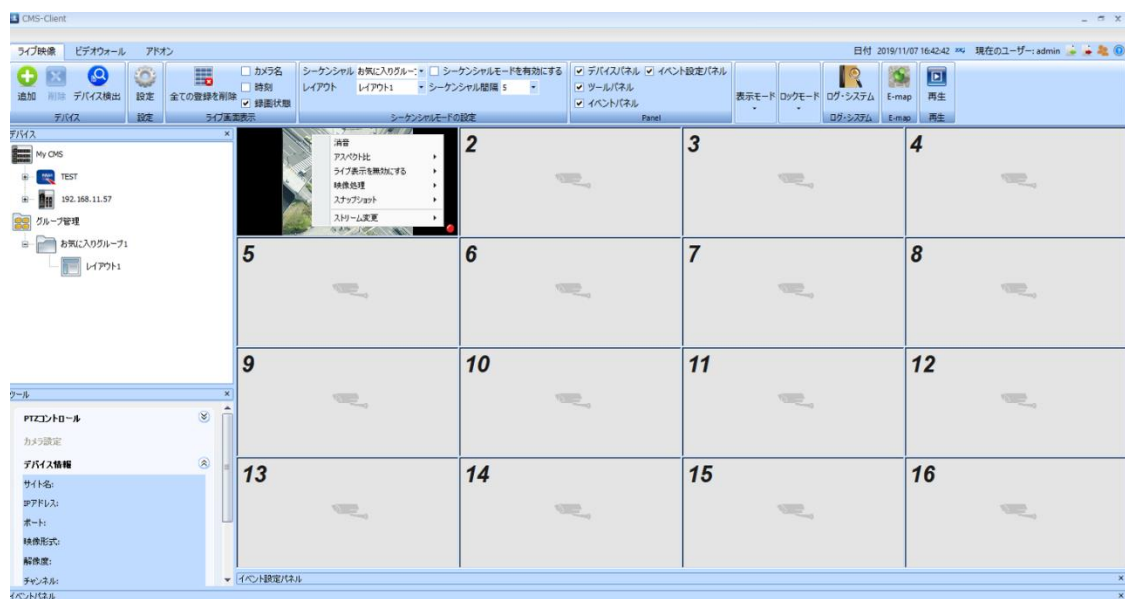 CMS-Client
ライブ映像 ビデオウォール アドオン
日付 2019/11/07 16:42:42 現在のユーザー: admin
追加 削除 デバイス検出 設定 全ての登録を削除
カメラ名
時刻
録画状態
シーケンシャル お気に入りグループ シーケンシャルモードを有効にする
レイアウト レイアウト1 シーケンシャル間隔 5
デバイスパネル イベント設定パネル
ツールパネル
イベントパネル
表示モード ロックモード ログ・システム E-map 再生
デバイス 設定 ライブ画面表示 シーケンシャルモードの設定 Panel ログ・システム E-map 再生
デバイス
My CMS
TEST
192.168.11.57
グループ管理
お気に入りグループ1
レイアウト1
消音
アスペクト比
ライブ表示を無効にする
映像処理
スナップショット
ストリーム変更
2 3 4
5 6 7 8
9 10 11 12
13 14 15 16
ツール
PTZコントロール
カメラ設定
デバイス情報
サイト名:
IPアドレス:
ポート:
映像形式:
解像度:
チャンネル:
イベント設定パネル
イベントパネル